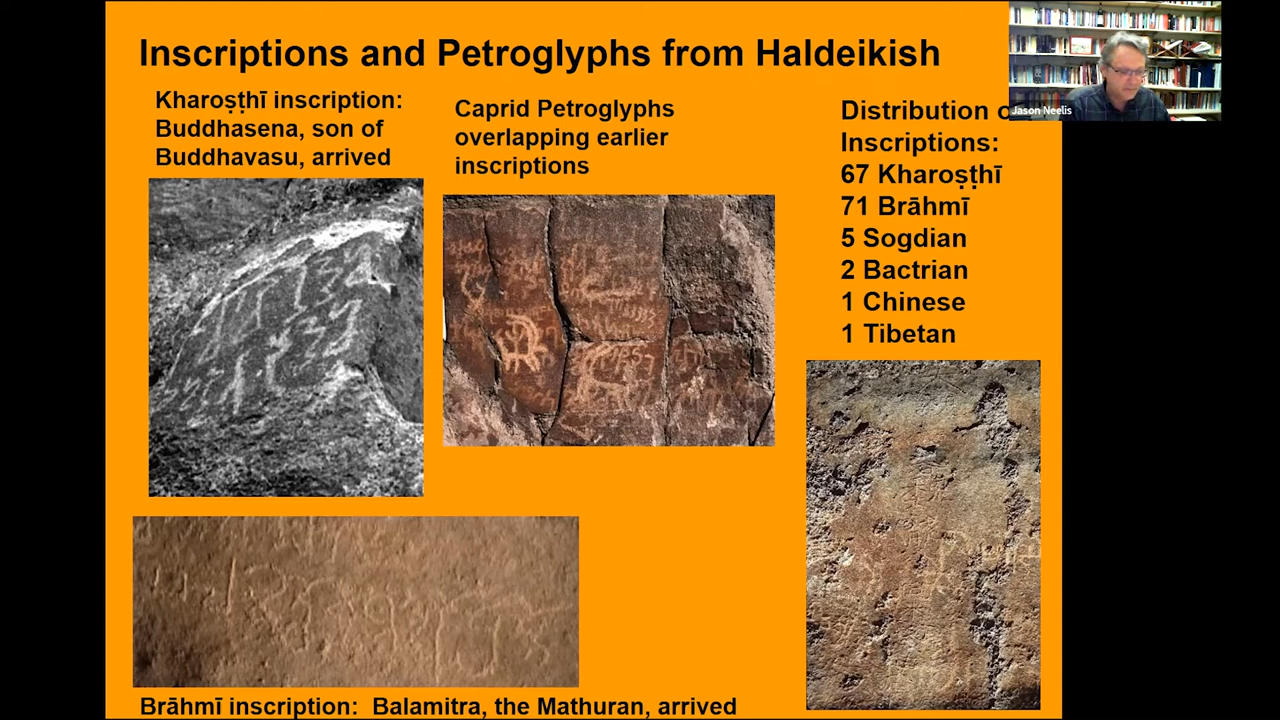 Inscriptions and Petroglyphs from Haldeikish
Kharoṣṭhī inscription:
Buddhasena, son of
Buddhavasu, arrived
Caprid Petroglyphs
overlapping earlier
inscriptions
Distribution
Inscriptions:
67 Kharoṣṭhī
71 Brāhmī
5 Sogdian
2 Bactrian
1 Chinese
1 Tibetan
Jason Neelis
Brāhmī inscription: Balamitra, the Mathuran, arrived